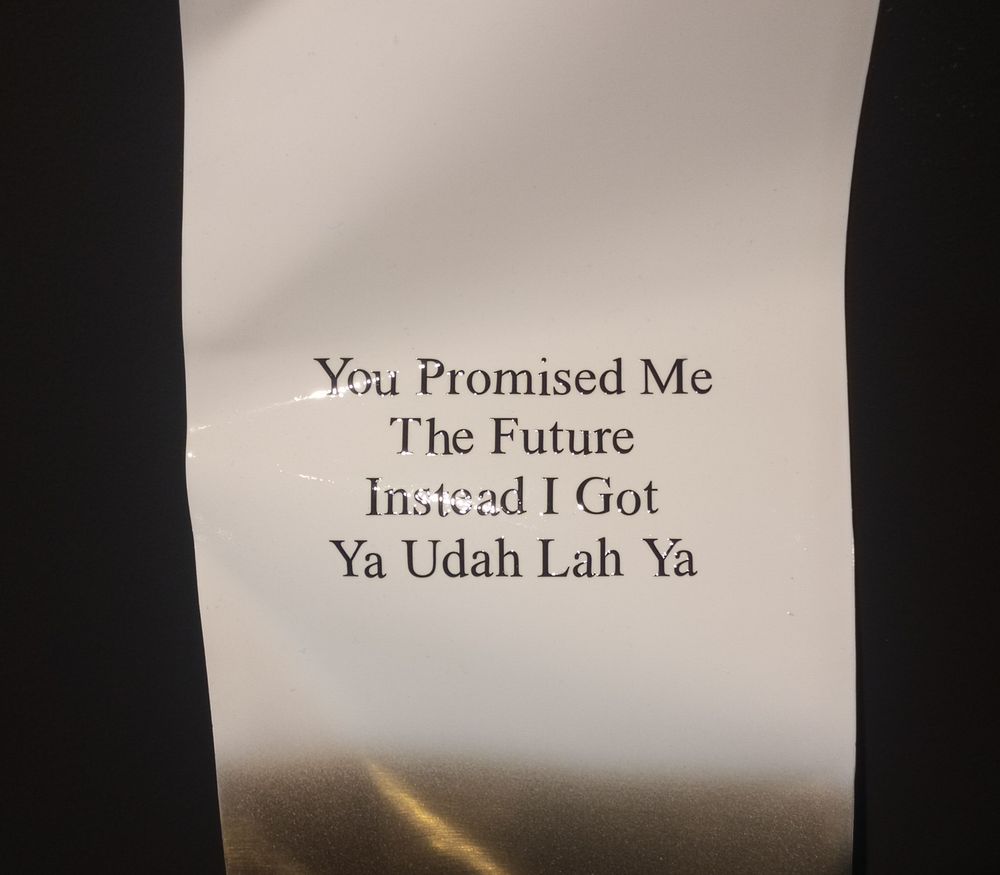 You Promised Me
The Future
Instead I Got
Ya Udah Lah Ya